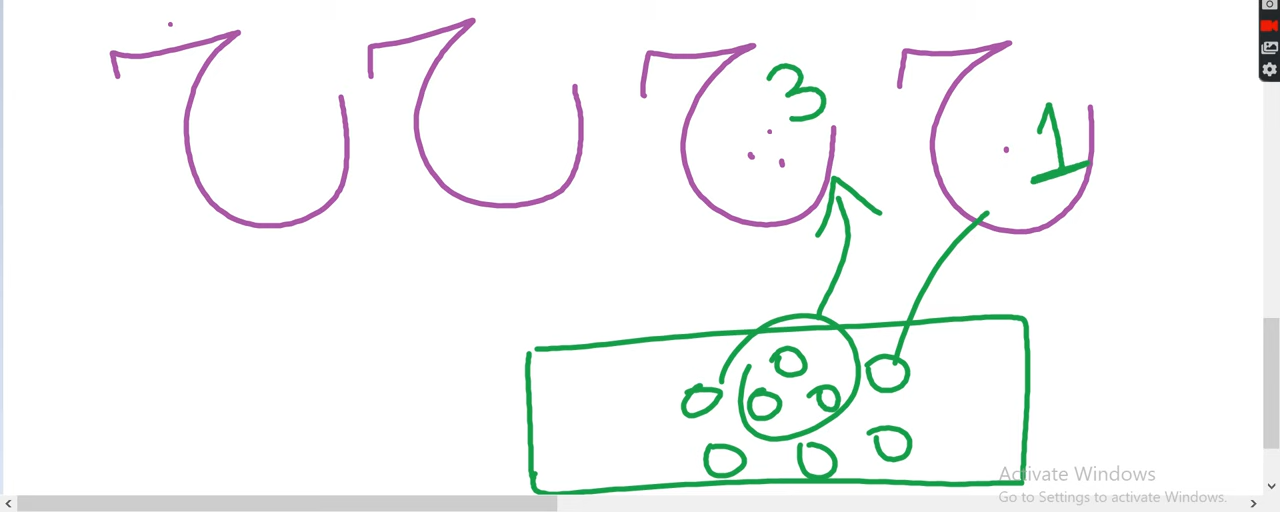 ج چ ح خ
1 3
Activate Windows
Go to Settings to activate Windows.